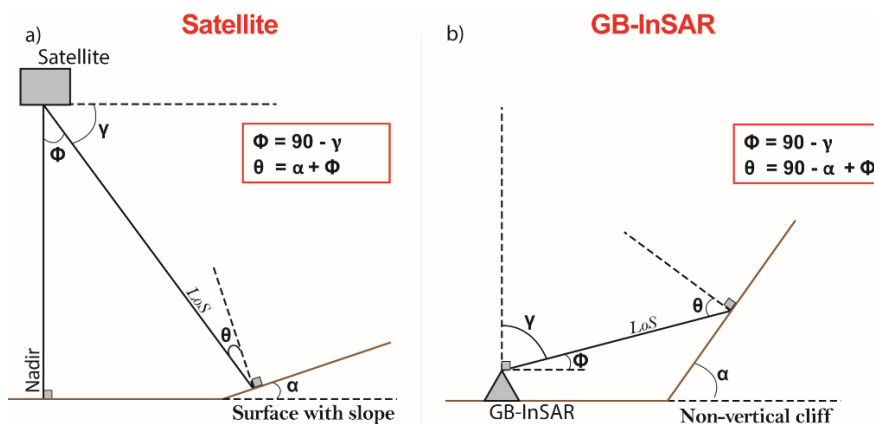 Satellite
a)
Satellite
γ
Φ
Φ = 90 - γ
θ = α + Φ
LoS
θ
Nadir
α
Surface with slope
GB-InSAR
b)
Φ = 90 - γ
θ = 90 - α + Φ
γ
θ
LoS
Φ
α
GB-InSAR
Non-vertical cliff